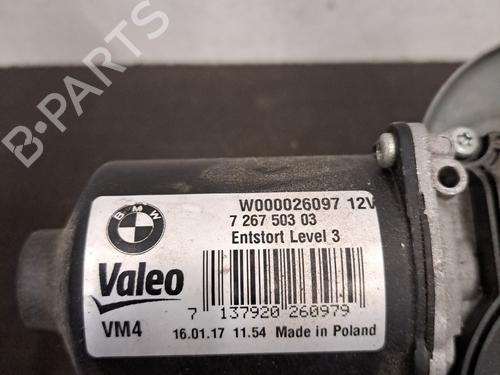 B-PARTS
BMW
W000026097 12V
7 267 503 03
Entstort Level 3
Valeo
7 137920 260979
VM4
16.01.17 11.54 Made in Poland